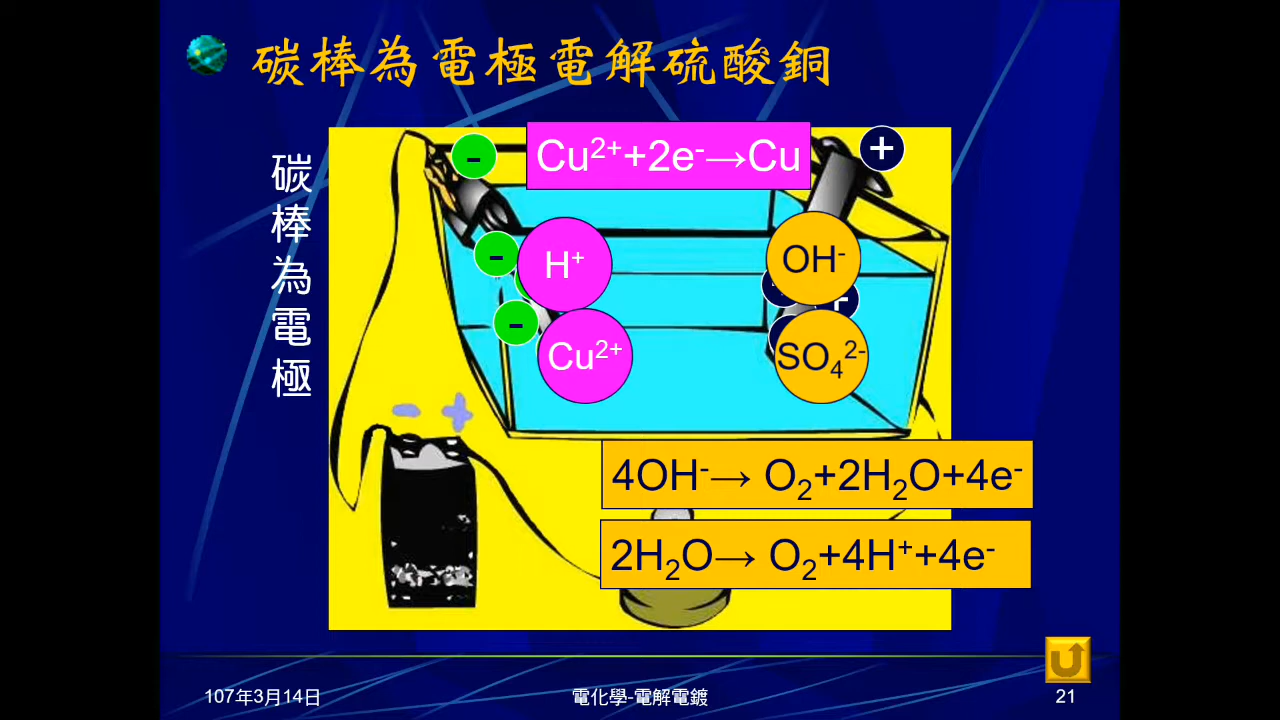 碳棒為電極電解硫酸銅
碳棒為電極
-
Cu²⁺+2e⁻→Cu
+
-
H⁺
OH⁻
+
-
Cu²⁺
SO₄²⁻
- +
4OH⁻→ O₂+2H₂O+4e⁻
2H₂O→ O₂+4H⁺+4e⁻
107年3月14日
電化學-電解電鍍
21